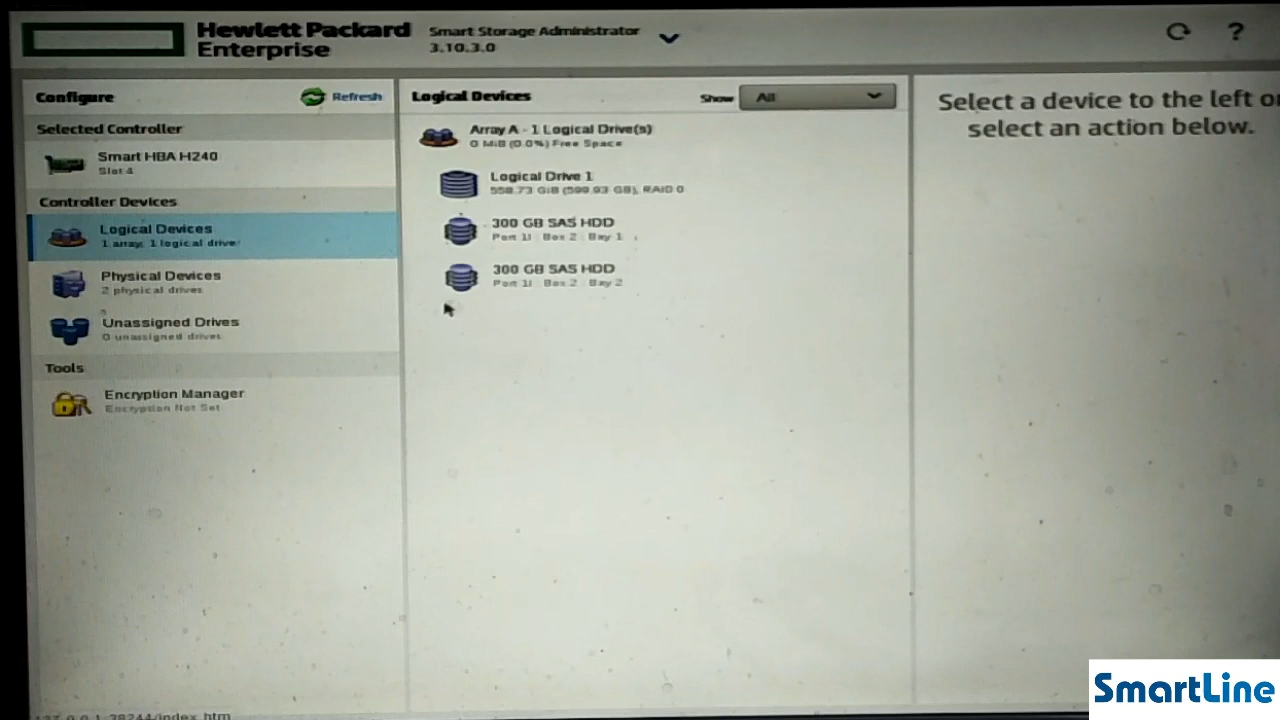 Hewlett Packard
Enterprise
Smart Storage Administrator
3.10.3.0
?
Configure
Refresh
Selected Controller
Smart HBA H240
Slot 4
Controller Devices
Logical Devices
1 array, 1 logical drive
Physical Devices
2 physical drives
Unassigned Drives
0 unassigned drives
Tools
Encryption Manager
Encryption Not Set
Logical Devices
Show
All
Array A - 1 Logical Drive(s)
0 MiB (0.0%) Free Space
Logical Drive 1
558.73 GiB (599.93 GB), RAID 0
300 GB SAS HDD
Port 1I : Box 2 : Bay 1
300 GB SAS HDD
Port 1I : Box 2 : Bay 2
Select a device to the left or
select an action below.
/index.htm
SmartLine